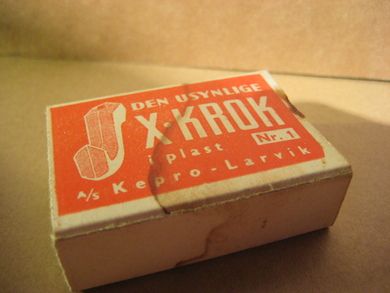 DEN USYNLIGE
X-KROK
Nr. 1
i plast
A/S Kepro-Larvik